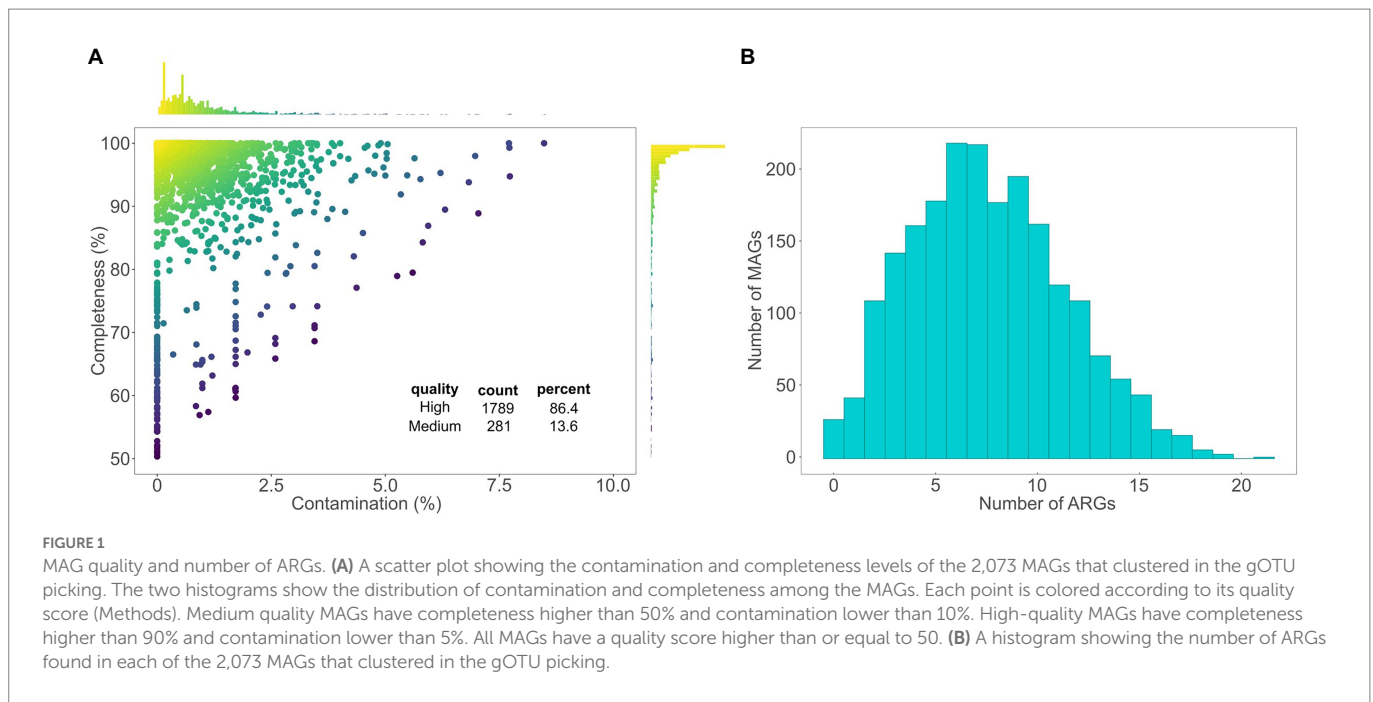 A
B
100
90
80
70
60
50
Completeness (%)
quality count percent
High 1789 86.4
Medium 281 13.6
0 2.5 5.0 7.5 10.0
Contamination (%)
200
150
100
50
0
Number of MAGs
0 5 10 15 20
Number of ARGs
FIGURE 1
MAG quality and number of ARGs. (A) A scatter plot showing the contamination and completeness levels of the 2,073 MAGs that clustered in the gOTU
picking. The two histograms show the distribution of contamination and completeness among the MAGs. Each point is colored according to its quality
score (Methods). Medium quality MAGs have completeness higher than 50% and contamination lower than 10%. High-quality MAGs have completeness
higher than 90% and contamination lower than 5%. All MAGs have a quality score higher than or equal to 50. (B) A histogram showing the number of ARGs
found in each of the 2,073 MAGs that clustered in the gOTU picking.